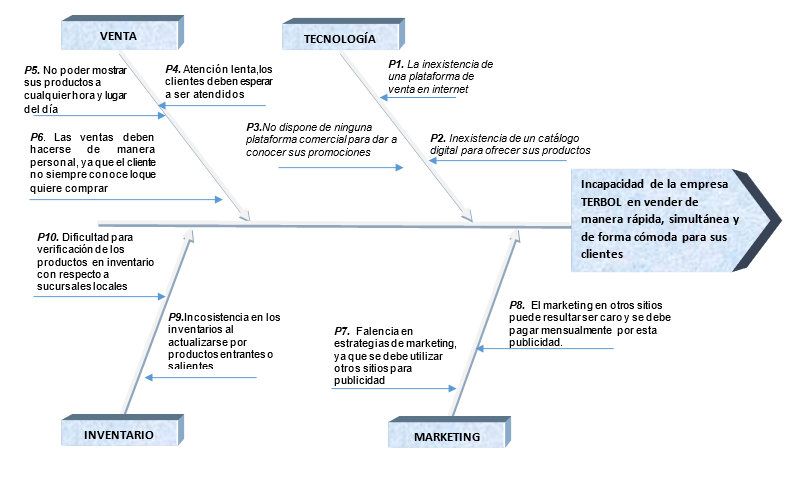 VENTA
TECNOLOGÍA
P5. No poder mostrar
sus productos a
cualquier hora y lugar
del día
P4. Atención lenta,los
clientes deben esperar
a ser atendidos
P1. La inexistencia de
una plataforma de
venta en internet
P3.No dispone de ninguna
plataforma comercial para dar a
conocer sus promociones
P2. Inexistencia de un catálogo
digital para ofrecer sus productos
P6. Las ventas deben
hacerse de manera
personal, ya que el cliente
no siempre conoce loque
quiere comprar
Incapacidad de la empresa
TERBOL en vender de
manera rápida, simultánea y
de forma cómoda para sus
clientes
P10. Dificultad para
verificación de los
productos en inventario
con respecto a
sucursales locales
P9.Incosistencia en los
inventarios al
actualizarse por
productos entrantes o
salientes
P7. Falencia en
estrategias de marketing,
ya que se debe utilizar
otros sitios para
publicidad
P8. El marketing en otros sitios
puede resultar ser caro y se debe
pagar mensualmente por esta
publicidad.
INVENTARIO
MARKETING